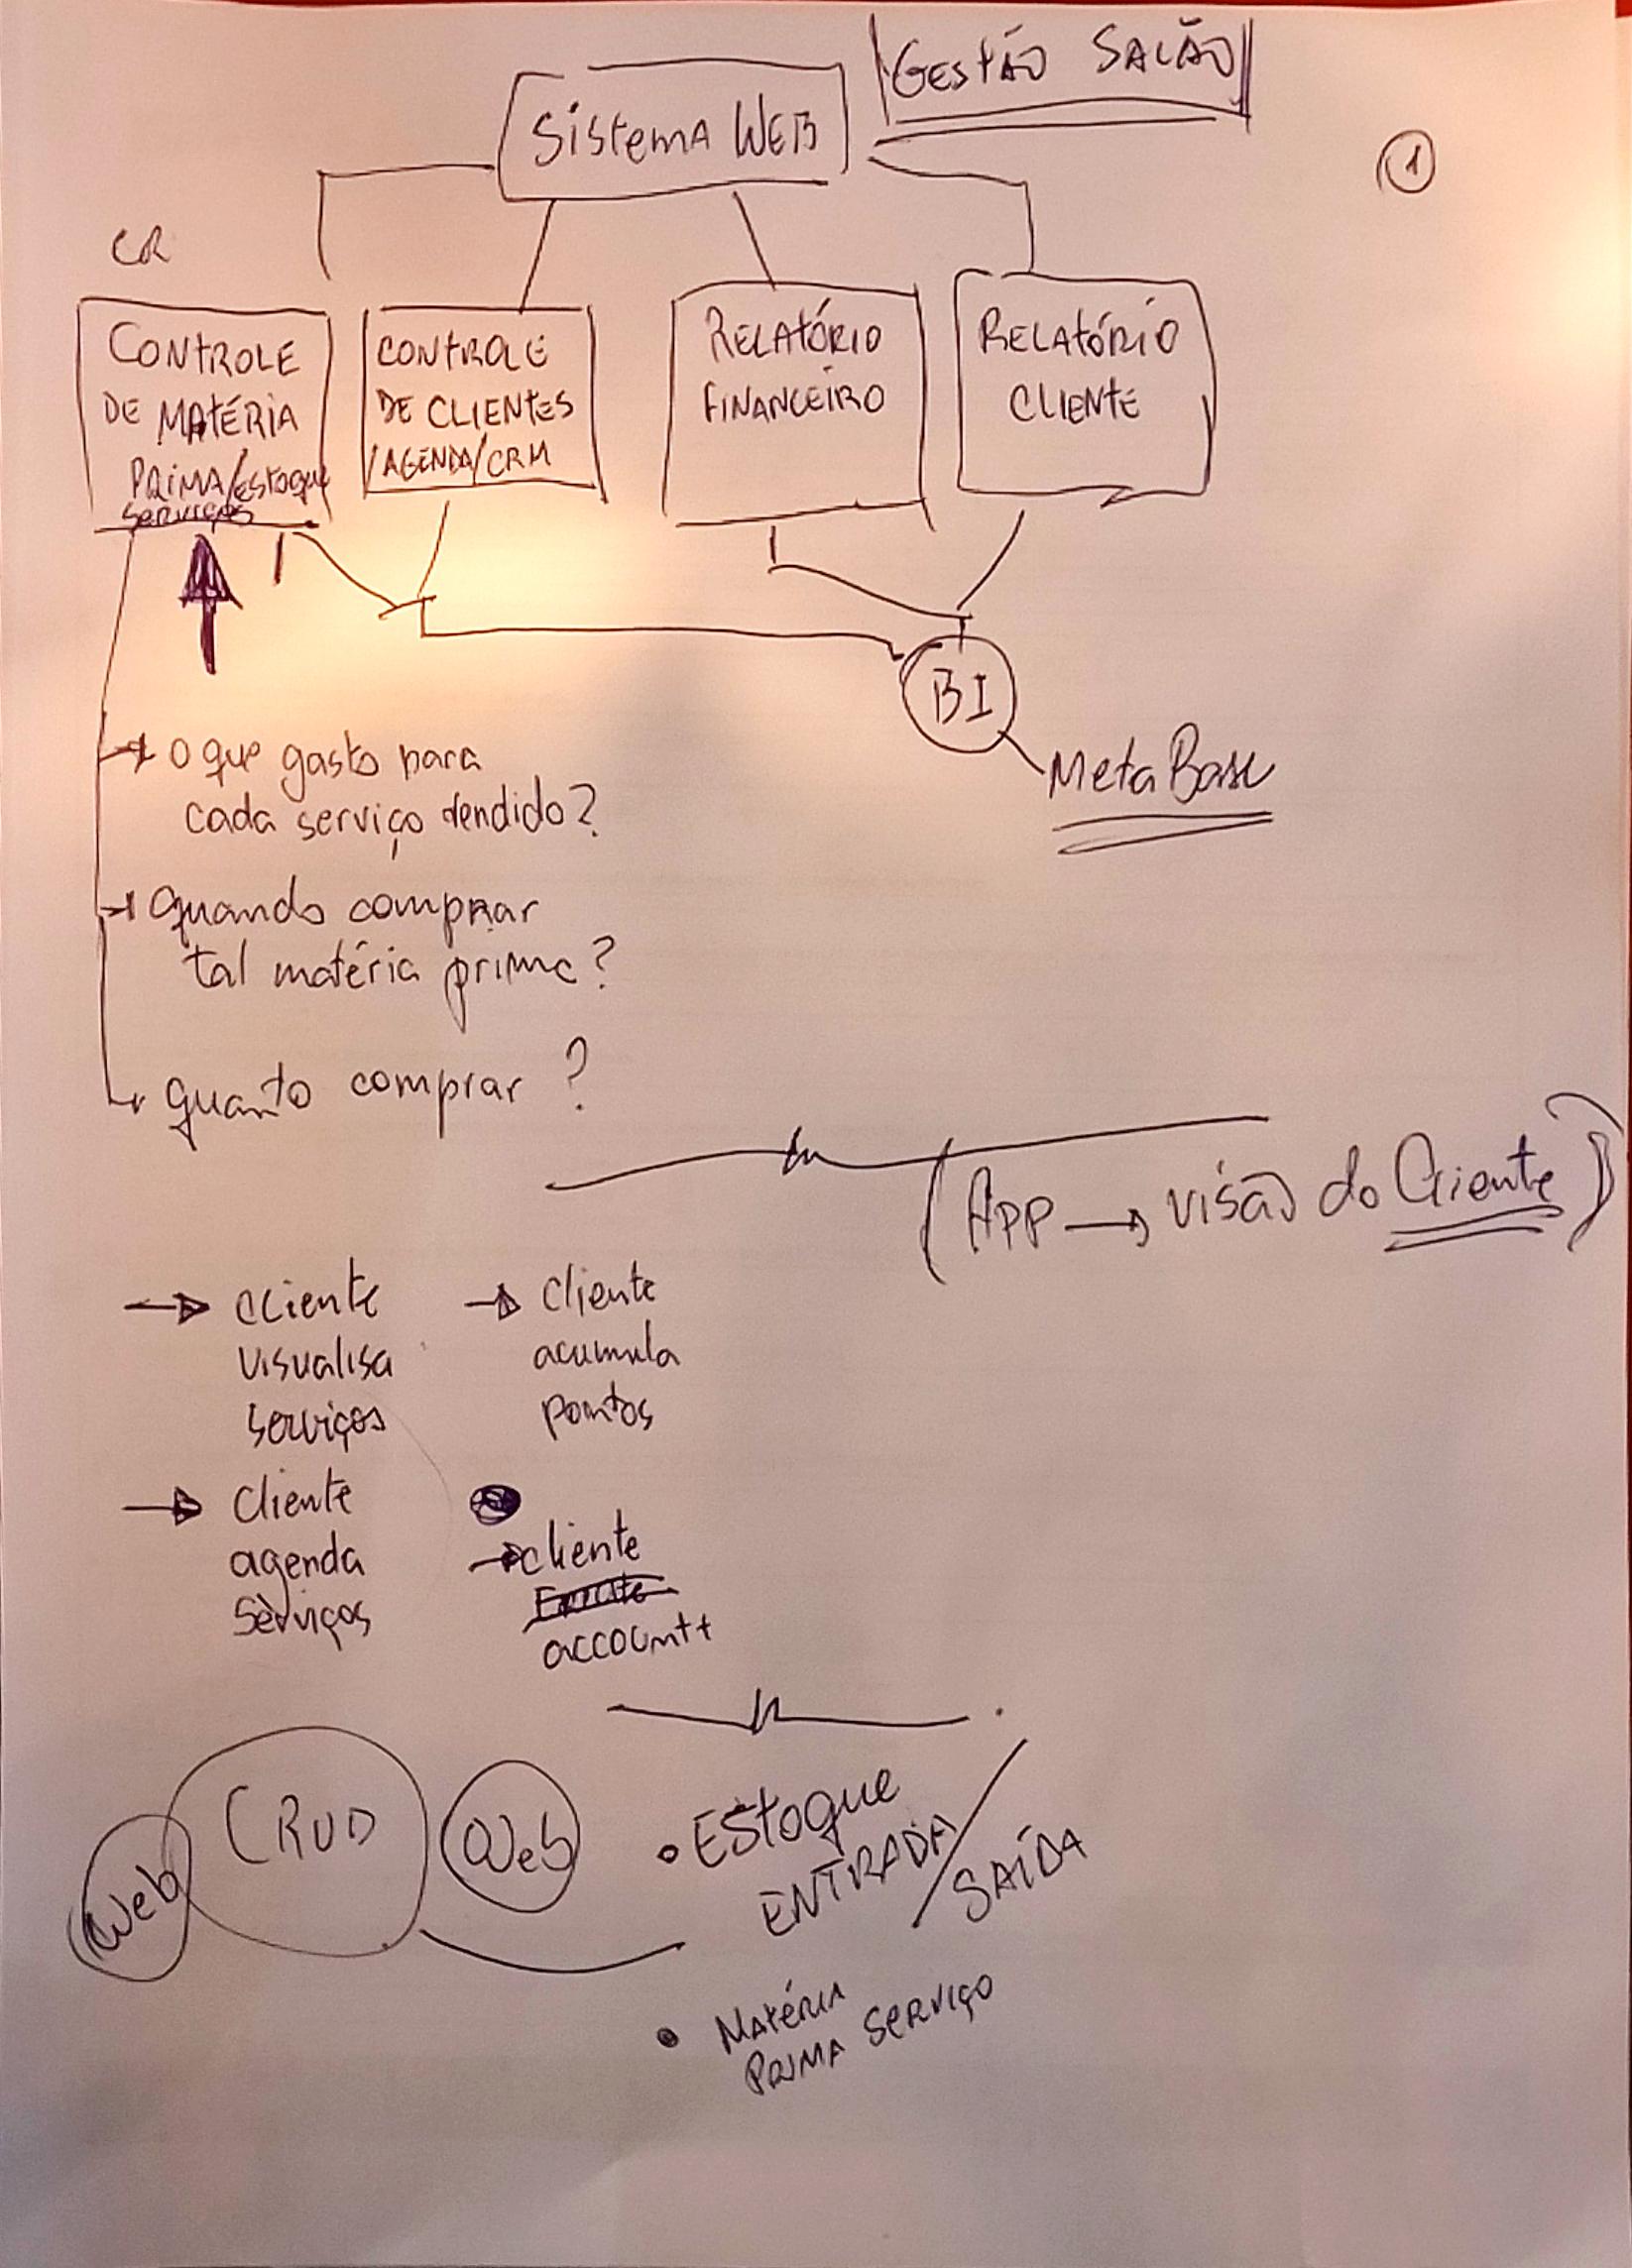 GESTÃO SALÃO
Sistema WEB
1
CR
CONTROLE
DE MATÉRIA
PRIMA/Estoque
Serviços
CONTROLE
DE CLIENTES
/AGENDA/CRM
RELATÓRIO
FINANCEIRO
RELATÓRIO
CLIENTE
BI
MetaBase
o que gasto para
cada serviço vendido?
quando comprar
tal matéria prima?
quanto comprar ?
(App → visão do Cliente)
→ cliente
visualisa
serviços
→ cliente
acumula
pontos
→ cliente
agenda
Serviços
→ cliente
account
CRUD
Web
Web
• Estoque
ENTRADA/
SAÍDA
• MATÉRIA
PRIMA SERVIÇO